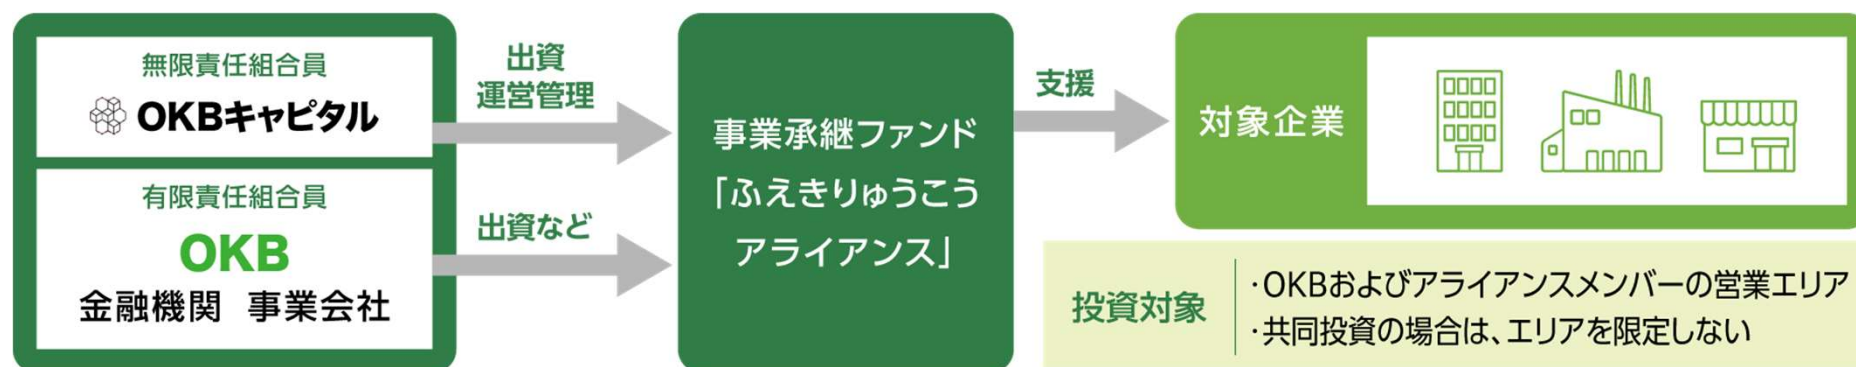 無限責任組合員
OKBキャピタル
有限責任組合員
OKB
金融機関 事業会社
出資
運営管理
出資など
事業承継ファンド
「ふえきりゅうこう
アライアンス」
支援
対象企業
投資対象
・OKBおよびアライアンスメンバーの営業エリア
・共同投資の場合は、エリアを限定しない